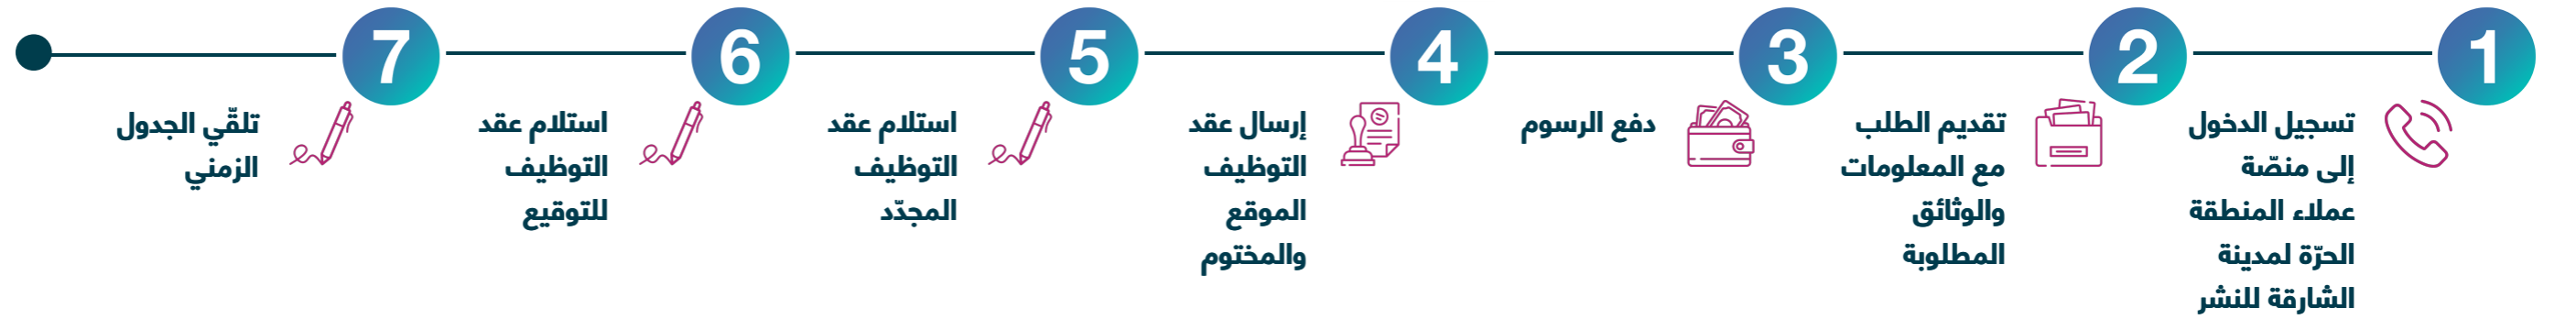 1
تسجيل الدخول
إلى منصّة
عملاء المنطقة
الحرّة لمدينة
الشارقة للنشر
2
تقديم الطلب
مع المعلومات
والوثائق
المطلوبة
3
دفع الرسوم
4
إرسال عقد
التوظيف
الموقع
والمختوم
5
استلام عقد
التوظيف
المجدّد
6
استلام عقد
التوظيف
للتوقيع
7
تلقّي الجدول
الزمني